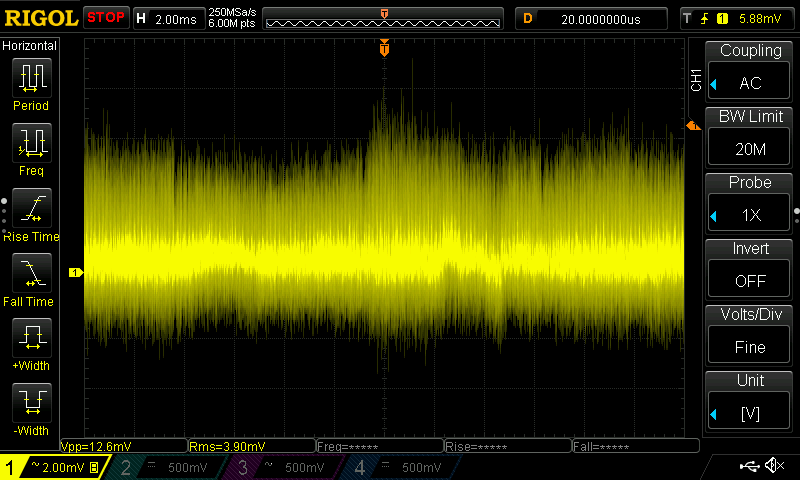 RIGOL STOP H 2.00ms 250MSa/s 6.00M pts T D 20.0000000us T 1 5.88mV
Horizontal
Period
Freq
Rise Time
Fall Time
+Width
-Width
T
1
CH1
Coupling
AC
BW Limit
20M
Probe
1X
Invert
OFF
Volts/Div
Fine
Unit
[V]
Vpp=12.6mV Rms=3.90mV Freq=***** Rise=***** Fall=*****
1 ~ 2.00mV B 2 500mV 3 ~ 500mV 4 500mV